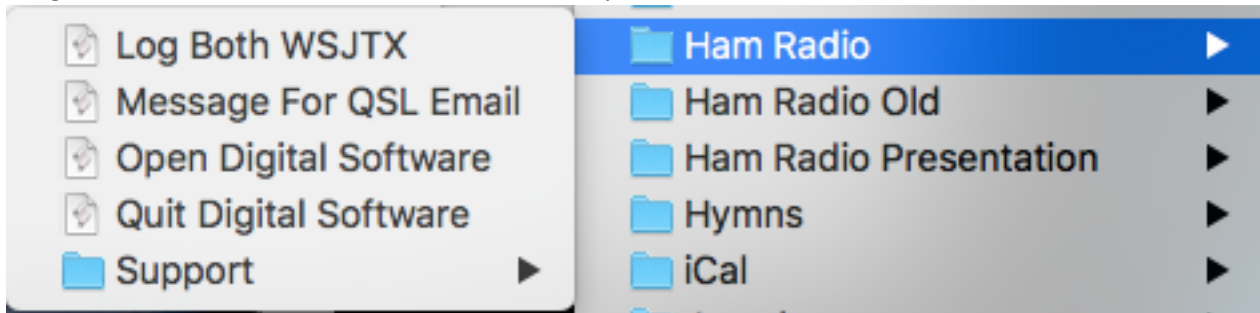 Log Both WSJTX
Message For QSL Email
Open Digital Software
Quit Digital Software
Support
Ham Radio
Ham Radio Old
Ham Radio Presentation
Hymns
iCal